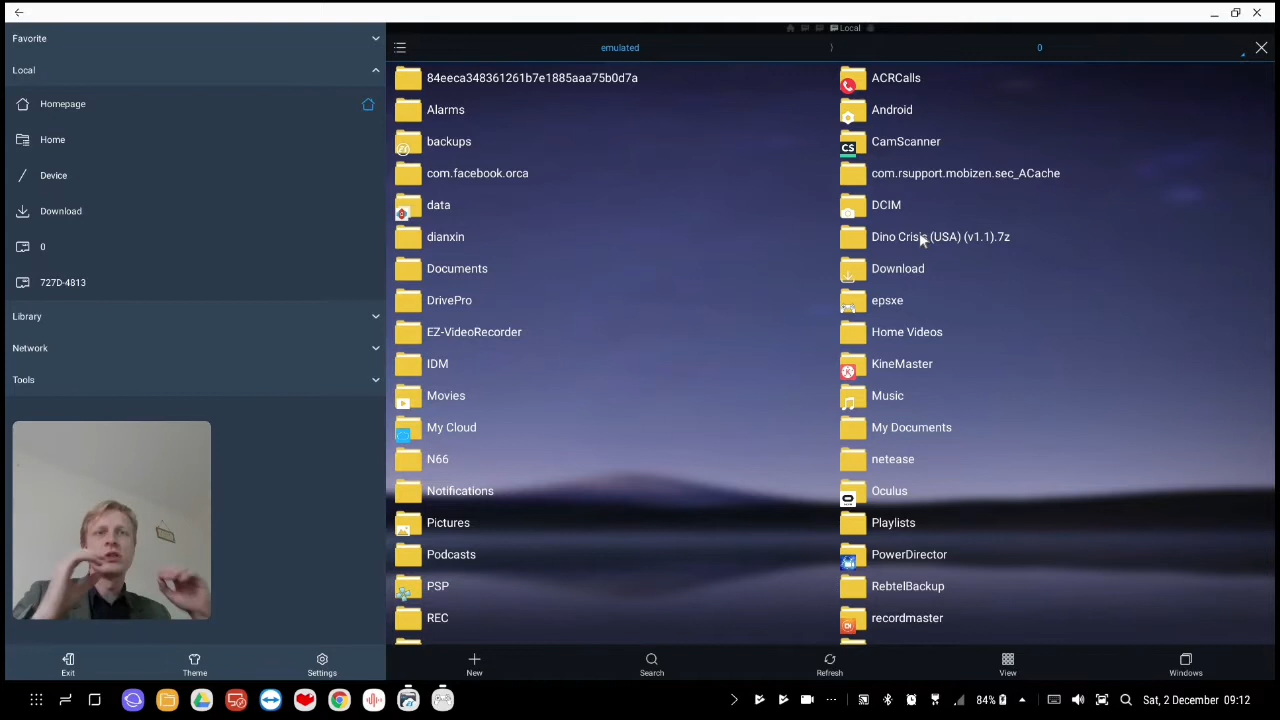 Favorite
Local
Homepage
Home
Device
Download
0
727D-4813
Library
Network
Tools
Exit
Theme
Settings
Local
emulated
0
84eeca348361261b7e1885aaa75b0d7a
ACRCalls
Alarms
Android
backups
CS
CamScanner
com.facebook.orca
com.rsupport.mobizen.sec_ACache
data
DCIM
dianxin
Dino Crisis (USA) (v1.1).7z
Documents
Download
DrivePro
epsxe
EZ-VideoRecorder
Home Videos
IDM
KineMaster
Movies
Music
My Cloud
My Documents
N66
netease
Notifications
Oculus
Pictures
Playlists
Podcasts
PowerDirector
PSP
RebtelBackup
REC
recordmaster
New
Search
Refresh
View
Windows
84%
Sat, 2 December 09:12